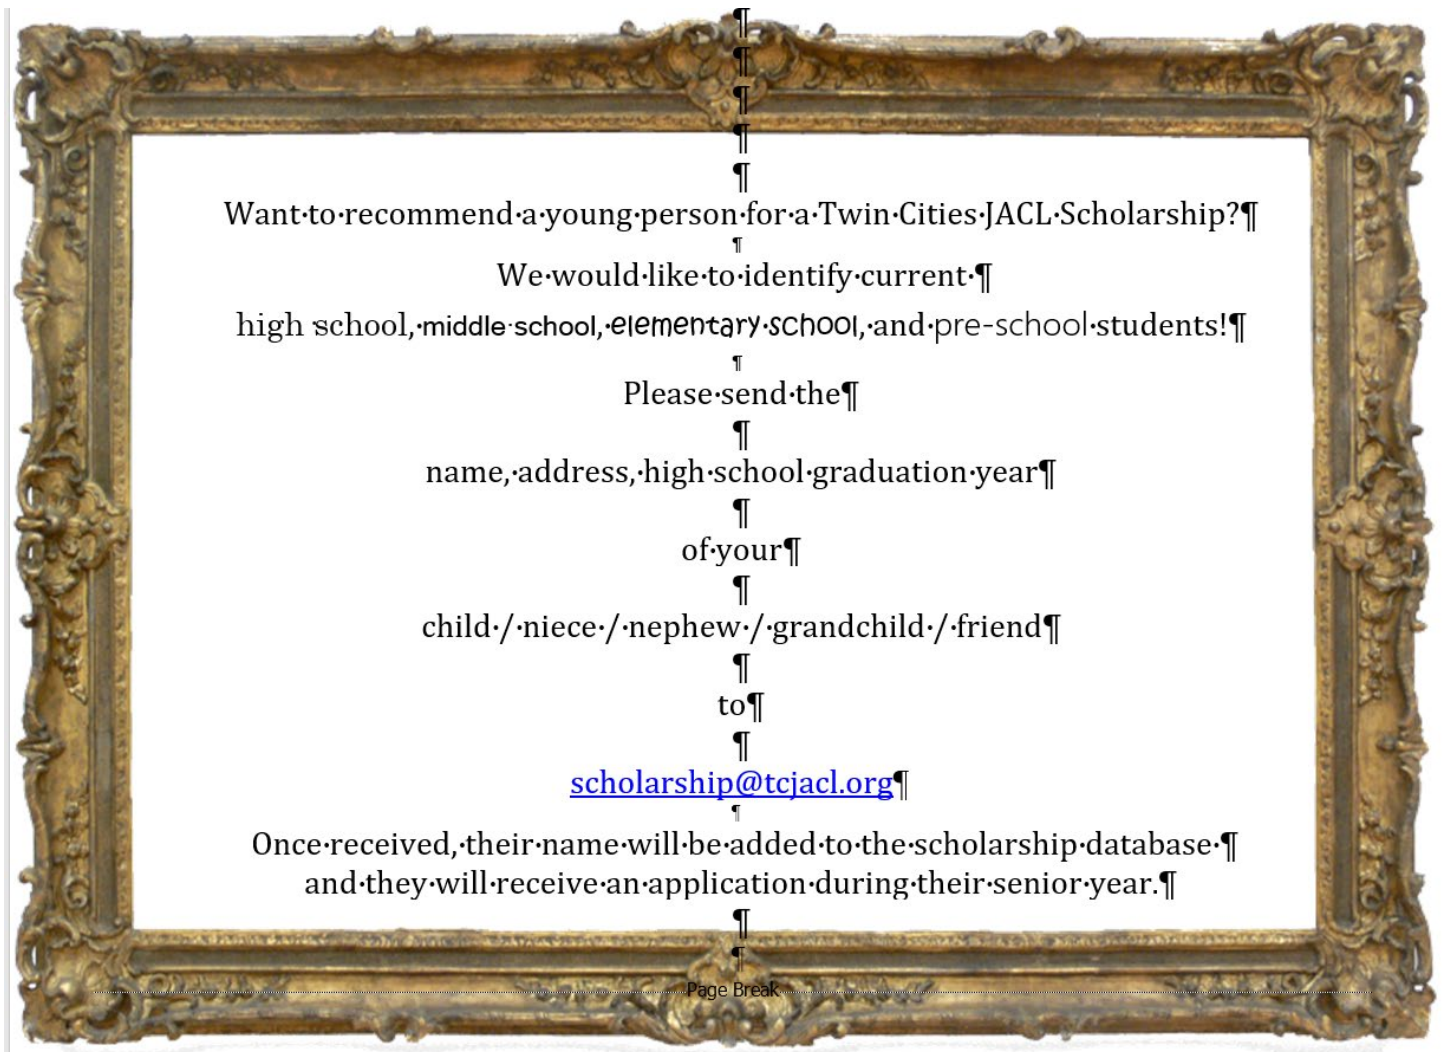 Want to recommend a young person for a Twin Cities JACL Scholarship?
We would like to identify current
high school, middle school, elementary school, and pre-school students!
Please send the
name, address, high school graduation year
of your
child / niece / nephew / grandchild / friend
to
scholarship@tcjacl.org
Once received, their name will be added to the scholarship database
and they will receive an application during their senior year.
Page Break